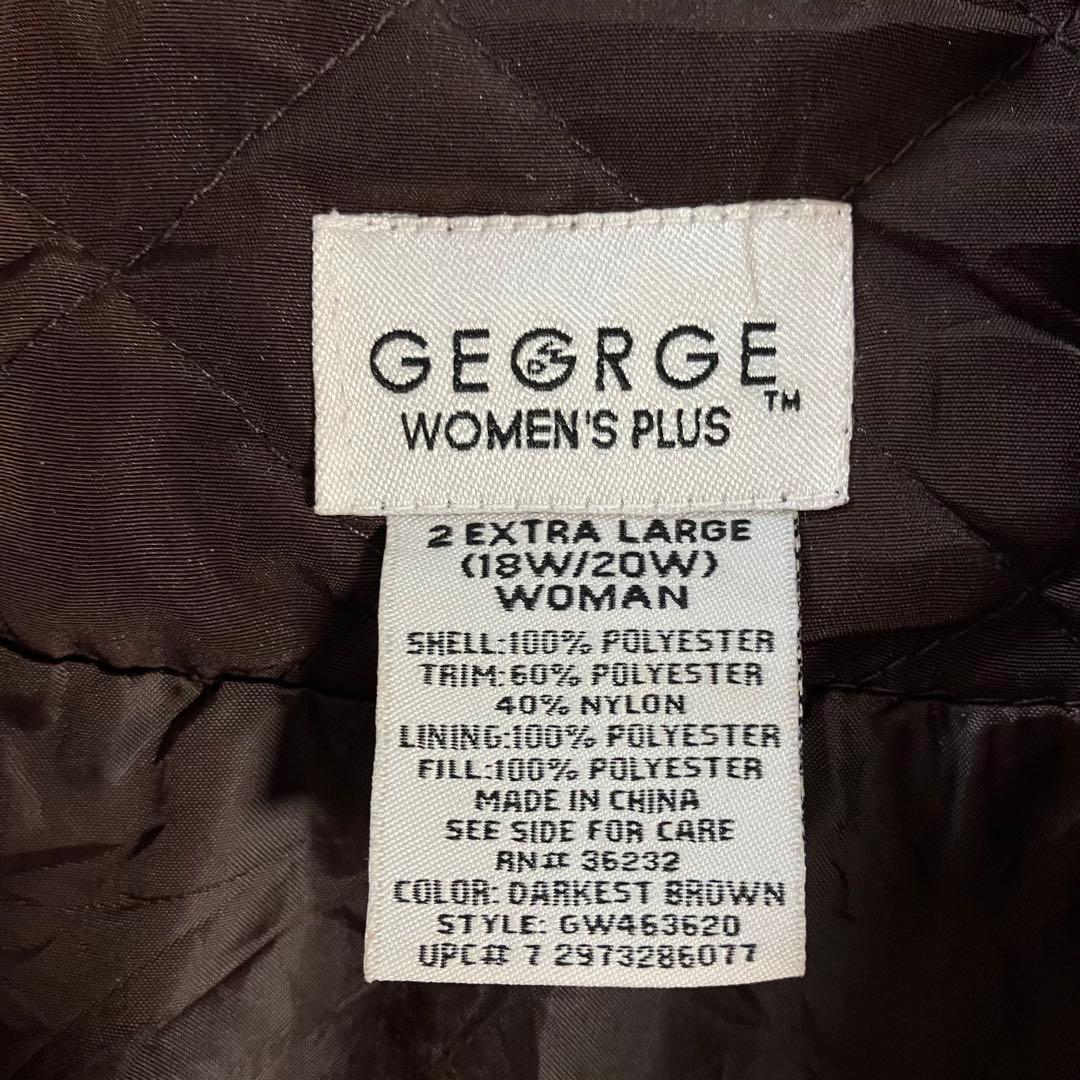 GEORGE
WOMEN'S PLUS ™
2 EXTRA LARGE
(18W/20W)
WOMAN
SHELL:100% POLYESTER
TRIM:60% POLYESTER
40% NYLON
LINING:100% POLYESTER
FILL:100% POLYESTER
MADE IN CHINA
SEE SIDE FOR CARE
RN# 36232
COLOR: DARKEST BROWN
STYLE: GW463620
UPC# 7 2973286077